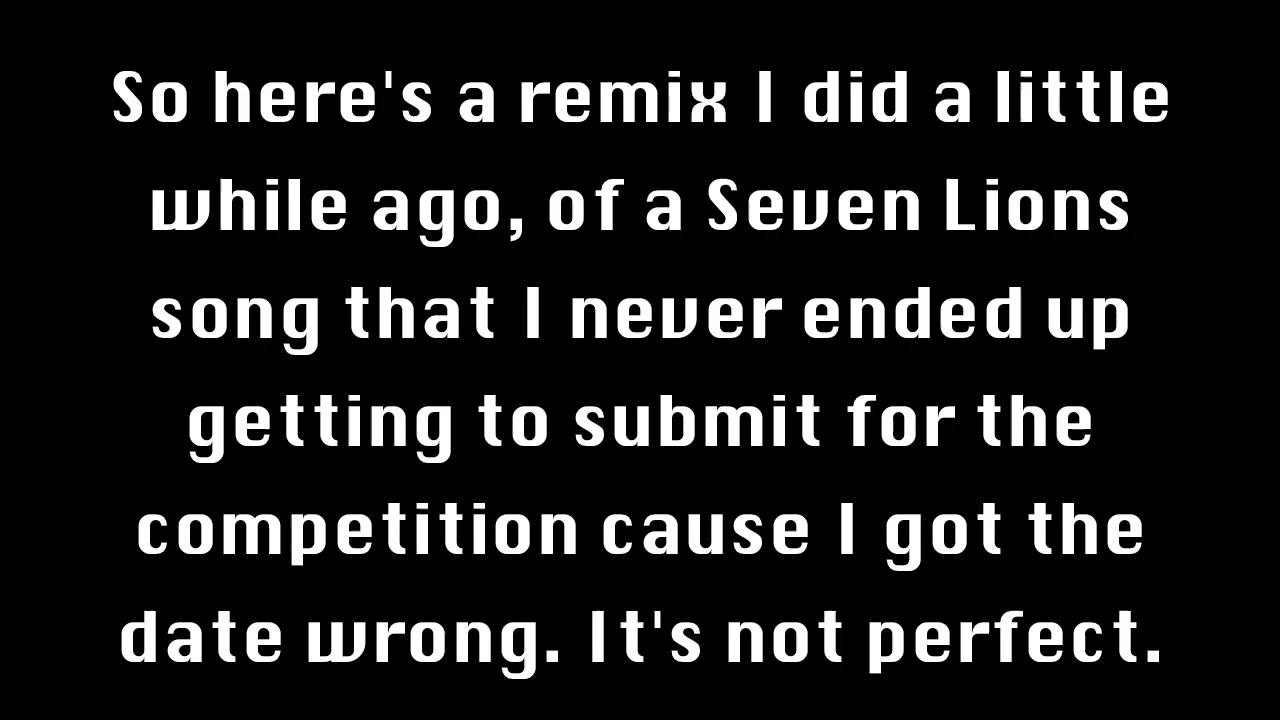 So here's a remix I did a little
while ago, of a Seven Lions
song that I never ended up
getting to submit for the
competition cause I got the
date wrong. It's not perfect.